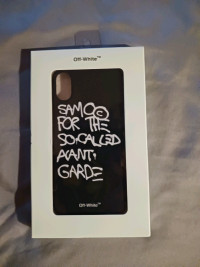 Off-White™
SAMO©
FOR THE
SO-CALLED
AVANT-
GARDE
Off-White™